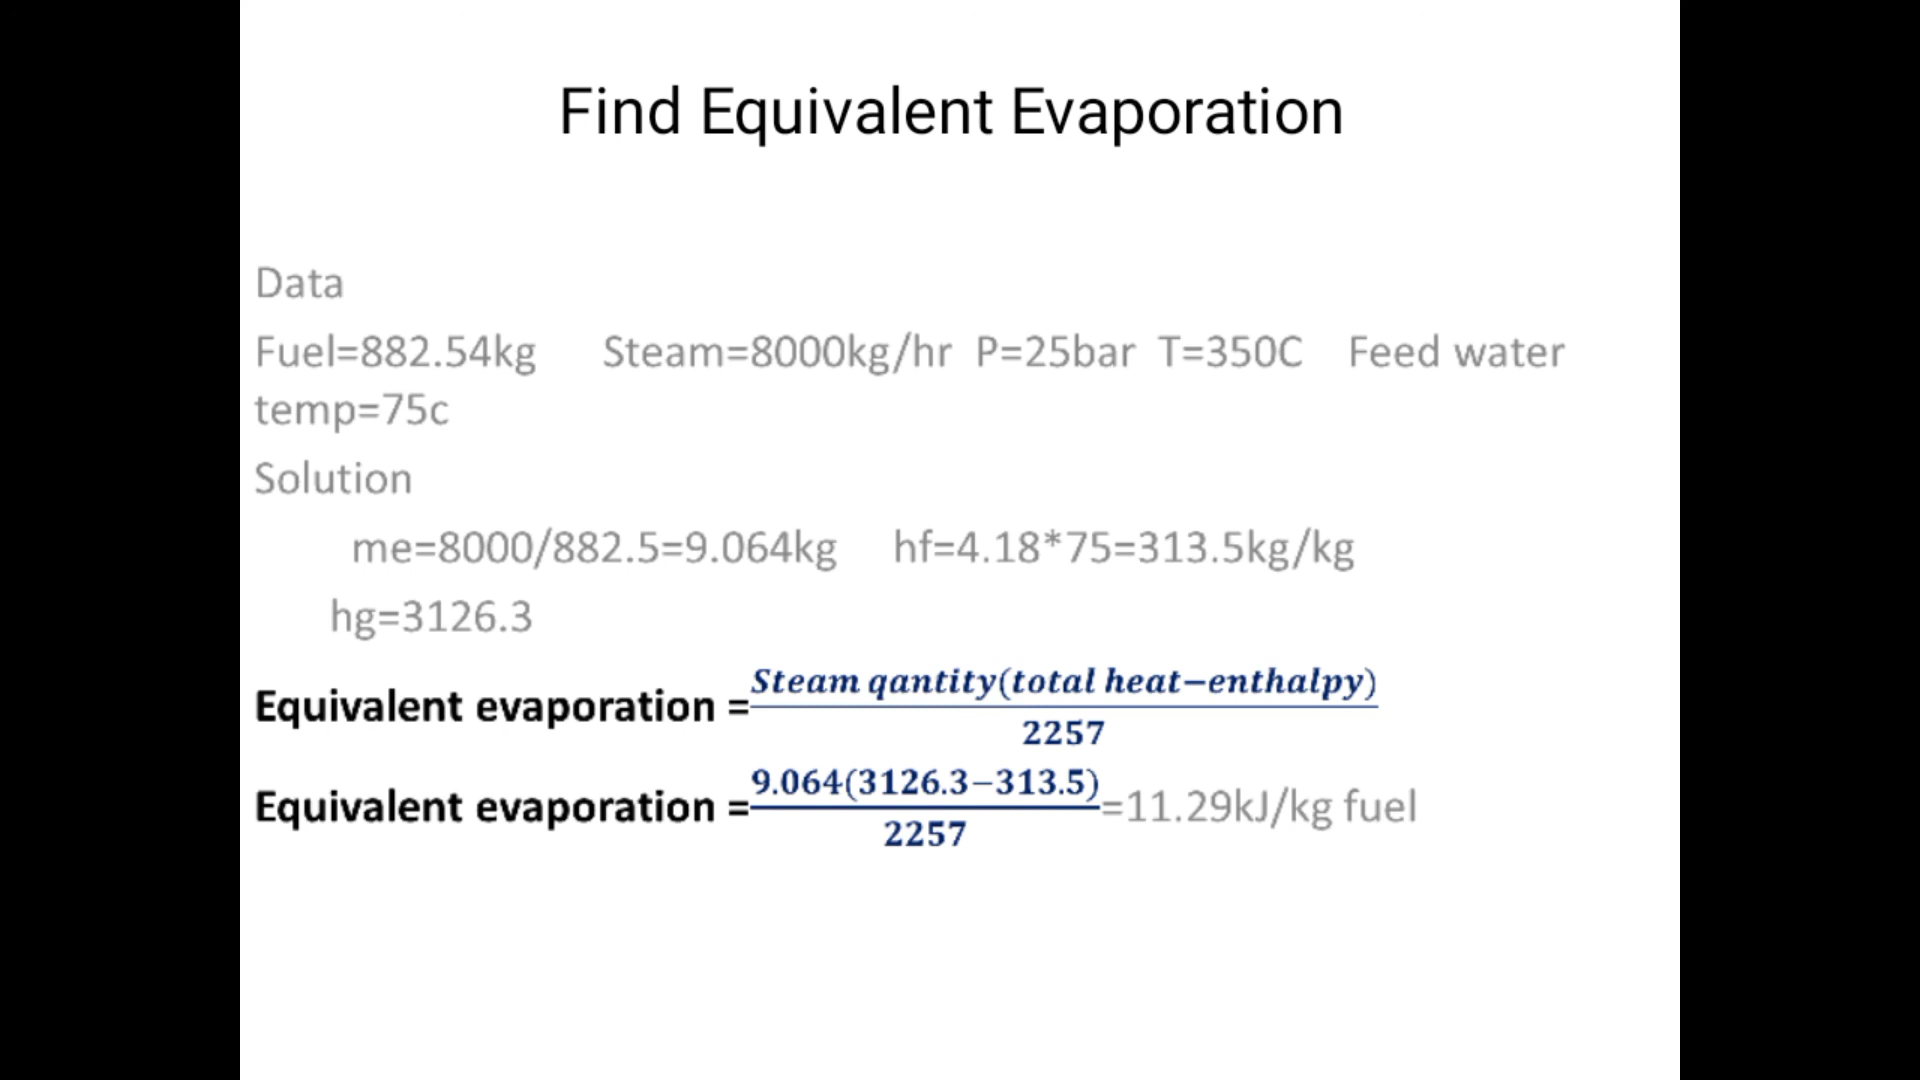 Find Equivalent Evaporation
Data
Fuel=882.54kg Steam=8000kg/hr P=25bar T=350C Feed water
temp=75c
Solution
me=8000/882.5=9.064kg hf=4.18*75=313.5kg/kg
hg=3126.3
Equivalent evaporation = Steam qantity(total heat−enthalpy)
2257
Equivalent evaporation = 9.064(3126.3−313.5) =11.29kJ/kg fuel
2257